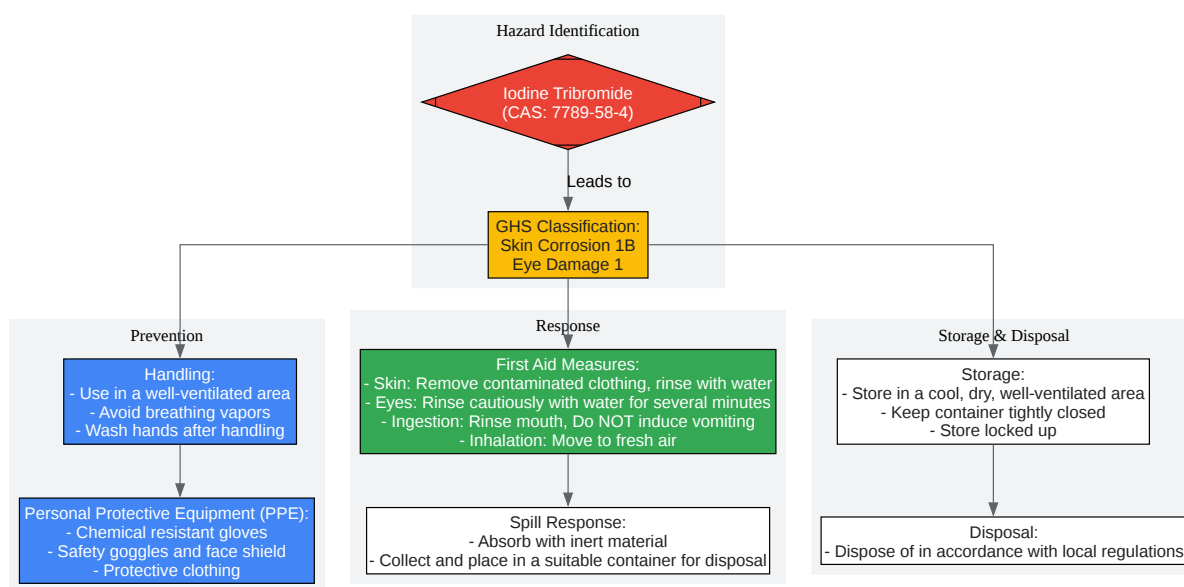 Hazard Identification
Iodine Tribromide
(CAS: 7789-58-4)
Leads to
GHS Classification:
Skin Corrosion 1B
Eye Damage 1
Prevention
Handling:
- Use in a well-ventilated area
- Avoid breathing vapors
- Wash hands after handling
Personal Protective Equipment (PPE):
- Chemical resistant gloves
- Safety goggles and face shield
- Protective clothing
Response
First Aid Measures:
- Skin: Remove contaminated clothing, rinse with water
- Eyes: Rinse cautiously with water for several minutes
- Ingestion: Rinse mouth, Do NOT induce vomiting
- Inhalation: Move to fresh air
Spill Response:
- Absorb with inert material
- Collect and place in a suitable container for disposal
Storage & Disposal
Storage:
- Store in a cool, dry, well-ventilated area
- Keep container tightly closed
- Store locked up
Disposal:
- Dispose of in accordance with local regulations